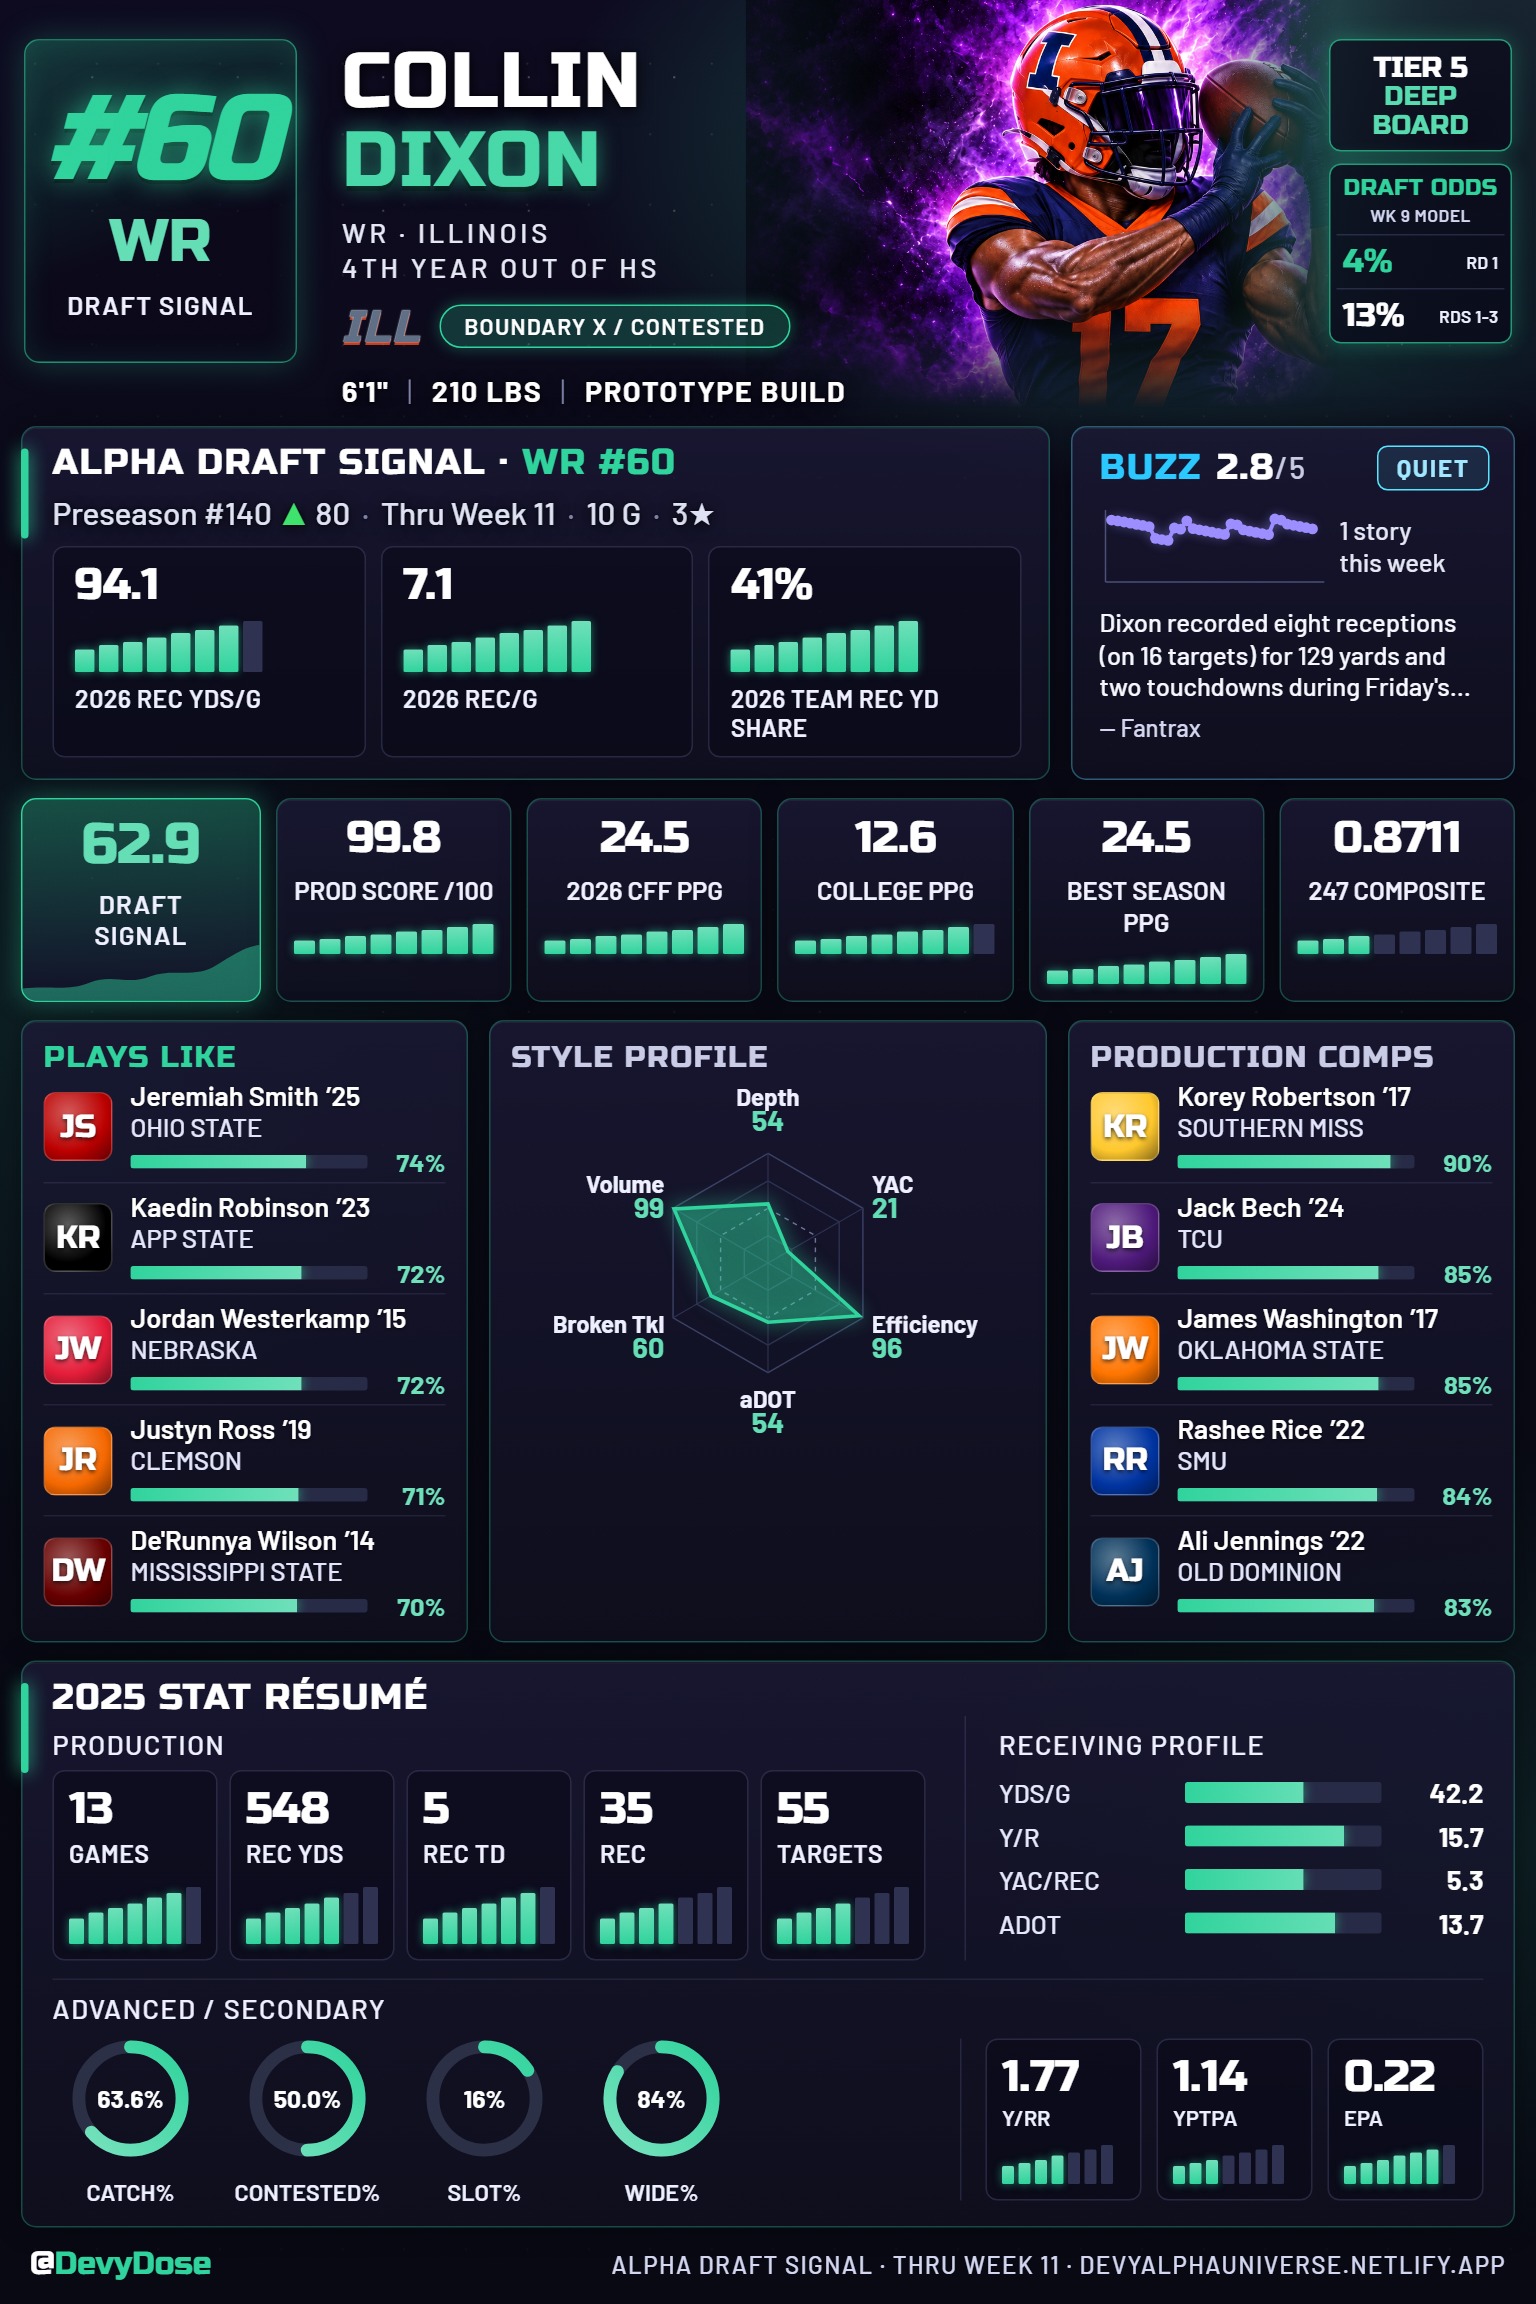 #60
WR
DRAFT SIGNAL
COLLIN
DIXON
WR · ILLINOIS
4TH YEAR OUT OF HS
ILL
BOUNDARY X / CONTESTED
6'1" | 210 LBS | PROTOTYPE BUILD
I
17
TIER 5
DEEP
BOARD
DRAFT ODDS
WK 9 MODEL
4% RD 1
13% RDS 1-3
ALPHA DRAFT SIGNAL · WR #60
Preseason #140 ▲ 80 · Thru Week 11 · 10 G · 3★
94.1
2026 REC YDS/G
7.1
2026 REC/G
41%
2026 TEAM REC YD
SHARE
BUZZ 2.8/5
QUIET
1 story
this week
Dixon recorded eight receptions
(on 16 targets) for 129 yards and
two touchdowns during Friday's...
— Fantrax
62.9
DRAFT
SIGNAL
99.8
PROD SCORE /100
24.5
2026 CFF PPG
12.6
COLLEGE PPG
24.5
BEST SEASON
PPG
0.8711
247 COMPOSITE
PLAYS LIKE
JS
Jeremiah Smith ’25
OHIO STATE
74%
KR
Kaedin Robinson ’23
APP STATE
72%
JW
Jordan Westerkamp ’15
NEBRASKA
72%
JR
Justyn Ross ’19
CLEMSON
71%
DW
De'Runnya Wilson ’14
MISSISSIPPI STATE
70%
STYLE PROFILE
Depth
54
Volume
99
YAC
21
Broken Tkl
60
Efficiency
96
aDOT
54
PRODUCTION COMPS
KR
Korey Robertson ’17
SOUTHERN MISS
90%
JB
Jack Bech ’24
TCU
85%
JW
James Washington ’17
OKLAHOMA STATE
85%
RR
Rashee Rice ’22
SMU
84%
AJ
Ali Jennings ’22
OLD DOMINION
83%
2025 STAT RÉSUMÉ
PRODUCTION
13
GAMES
548
REC YDS
5
REC TD
35
REC
55
TARGETS
RECEIVING PROFILE
YDS/G 42.2
Y/R 15.7
YAC/REC 5.3
ADOT 13.7
ADVANCED / SECONDARY
63.6%
CATCH%
50.0%
CONTESTED%
16%
SLOT%
84%
WIDE%
1.77
Y/RR
1.14
YPTPA
0.22
EPA
@DevyDose
ALPHA DRAFT SIGNAL · THRU WEEK 11 · DEVYALPHAUNIVERSE.NETLIFY.APP